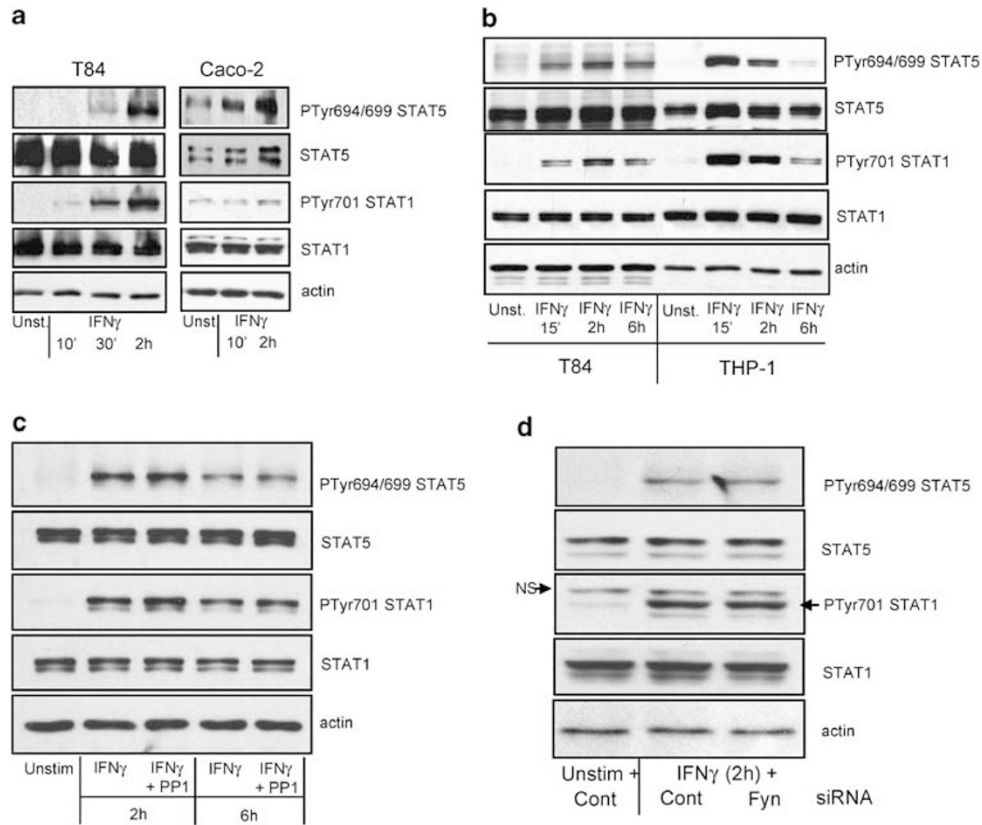 a
T84 Caco-2
PTyr694/699 STAT5
STAT5
PTyr701 STAT1
STAT1
actin
Unst. IFNγ Unst IFNγ
10' 30' 2h 10' 2h
b
PTyr694/699 STAT5
STAT5
PTyr701 STAT1
STAT1
actin
Unst. IFNγ IFNγ IFNγ Unst. IFNγ IFNγ IFNγ
15' 2h 6h 15' 2h 6h
T84 THP-1
c
PTyr694/699 STAT5
STAT5
PTyr701 STAT1
STAT1
actin
Unstim IFNγ IFNγ IFNγ IFNγ
+ PP1 + PP1
2h 6h
d
PTyr694/699 STAT5
STAT5
NS
PTyr701 STAT1
STAT1
actin
Unstim + IFNγ (2h) +
Cont Cont Fyn siRNA